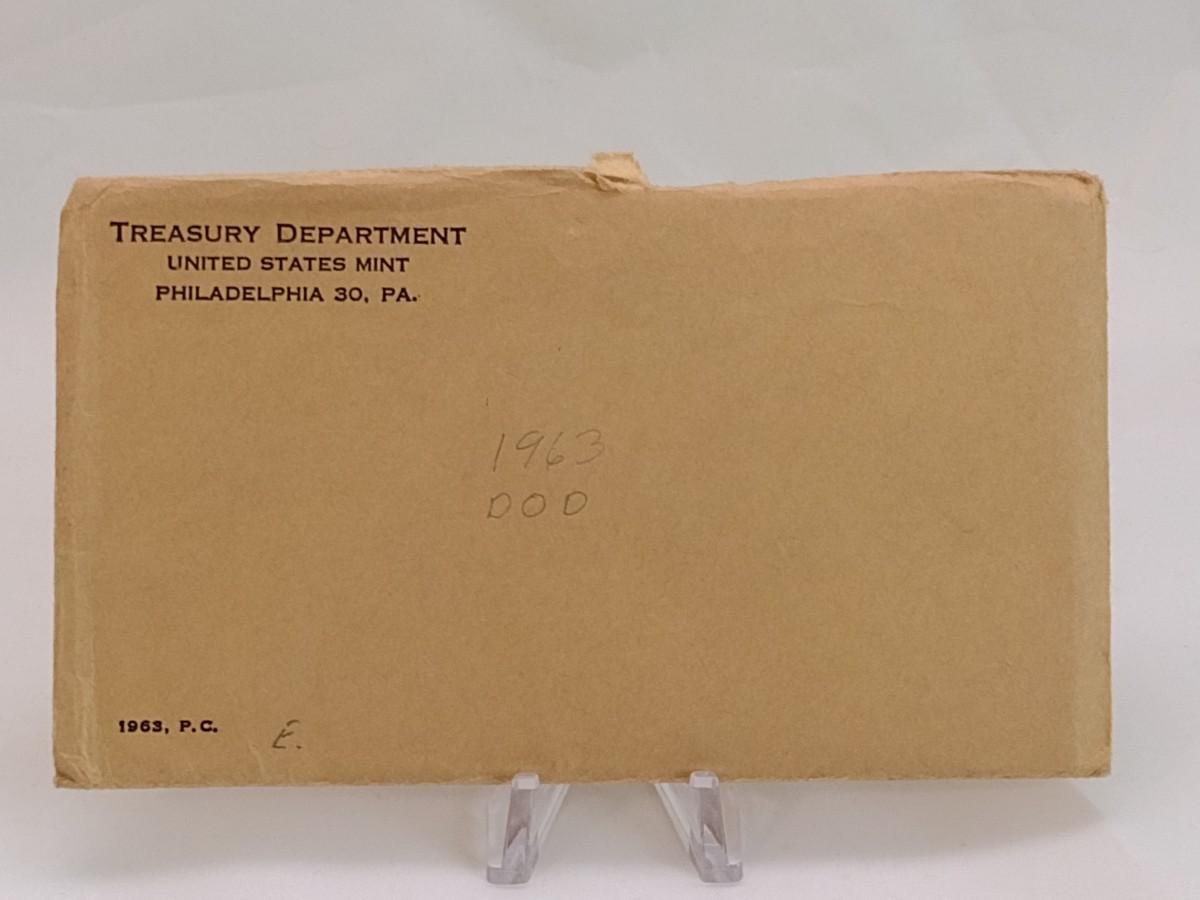 TREASURY DEPARTMENT
UNITED STATES MINT
PHILADELPHIA 30, PA.
1963
DOD
1963, P.C.
E.